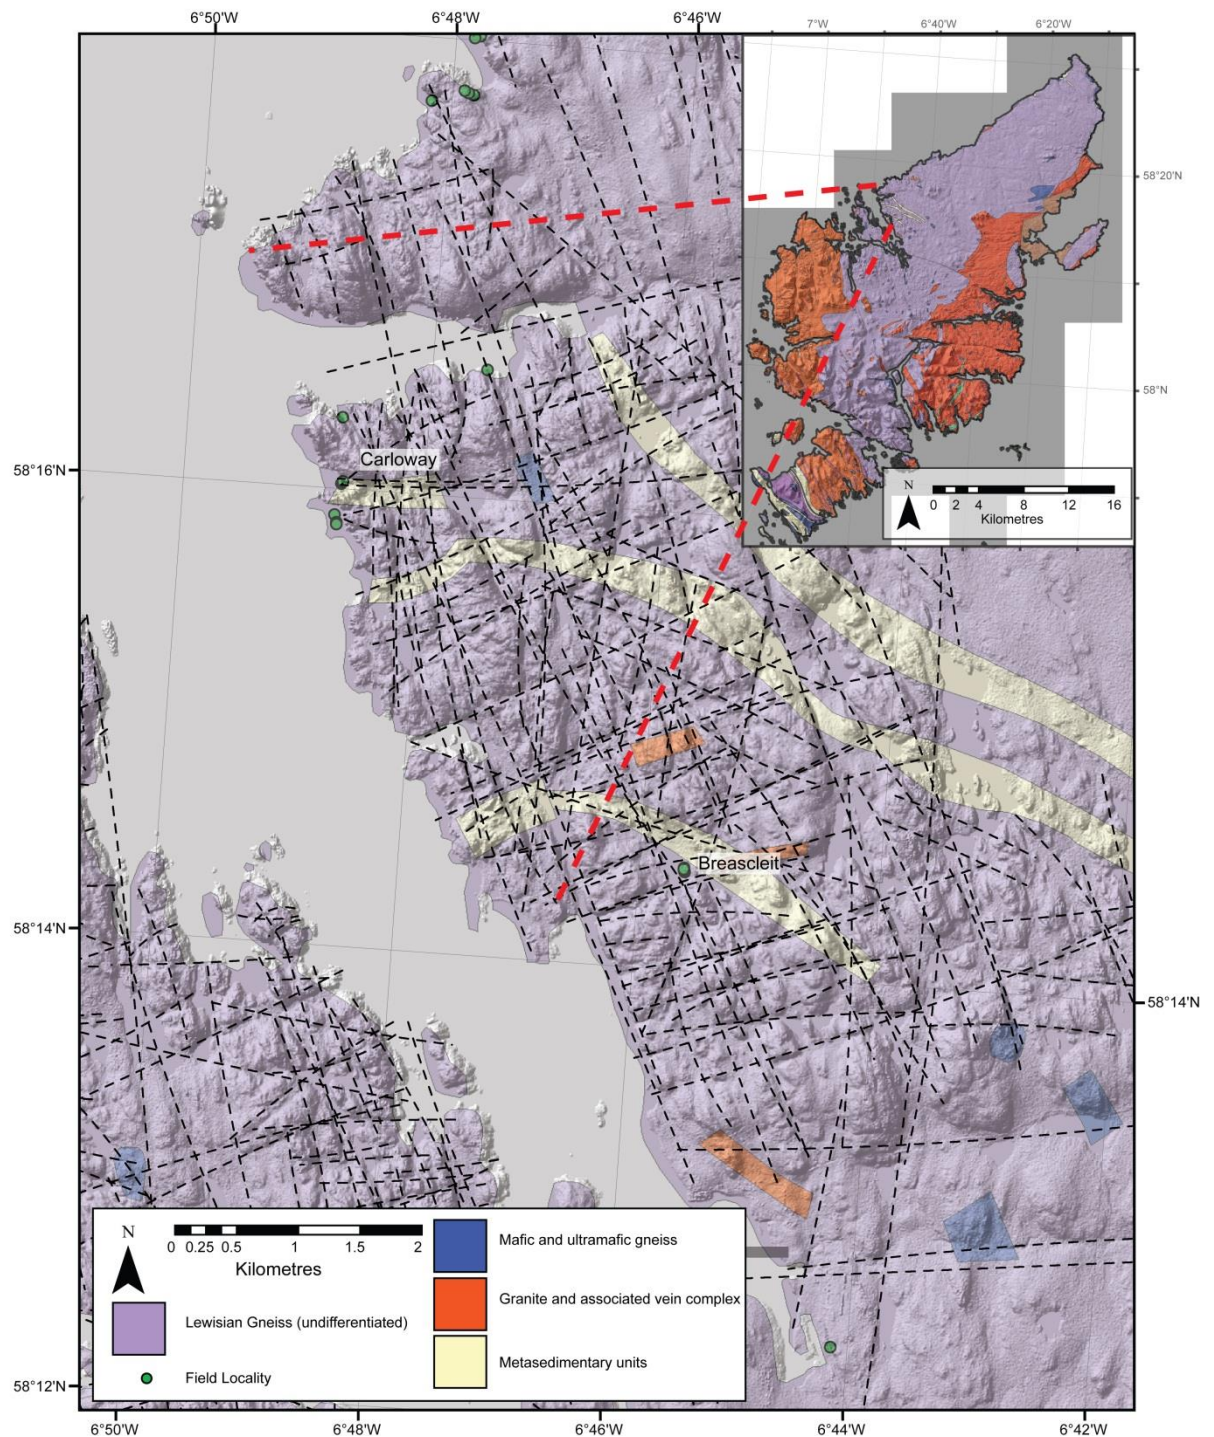 6°50'W 6°48'W 6°46'W
7°W 6°40'W 6°20'W
58°20'N
58°N
N
0 2 4 8 12 16
Kilometres
58°16'N
Carloway
Breascleit
58°14'N
58°14'N
N
0 0.25 0.5 1 1.5 2
Kilometres
Lewisian Gneiss (undifferentiated)
Field Locality
Mafic and ultramafic gneiss
Granite and associated vein complex
Metasedimentary units
58°12'N
6°50'W 6°48'W 6°46'W 6°44'W 6°42'W